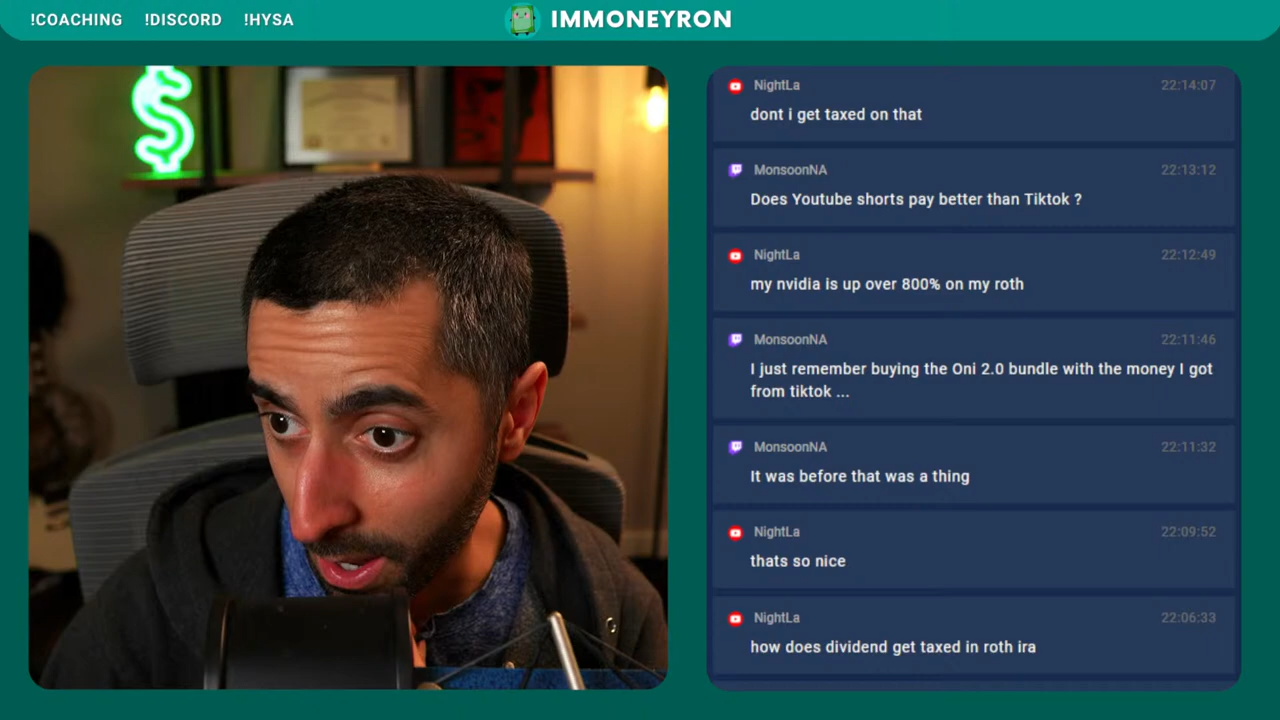 !COACHING !DISCORD !HYSA
IMMONEYRON
NightLa 22:14:07
dont i get taxed on that
MonsoonNA 22:13:12
Does Youtube shorts pay better than Tiktok ?
NightLa 22:12:49
my nvidia is up over 800% on my roth
MonsoonNA 22:11:46
I just remember buying the Oni 2.0 bundle with the money I got
from tiktok ...
MonsoonNA 22:11:32
It was before that was a thing
NightLa 22:09:52
thats so nice
NightLa 22:06:33
how does dividend get taxed in roth ira